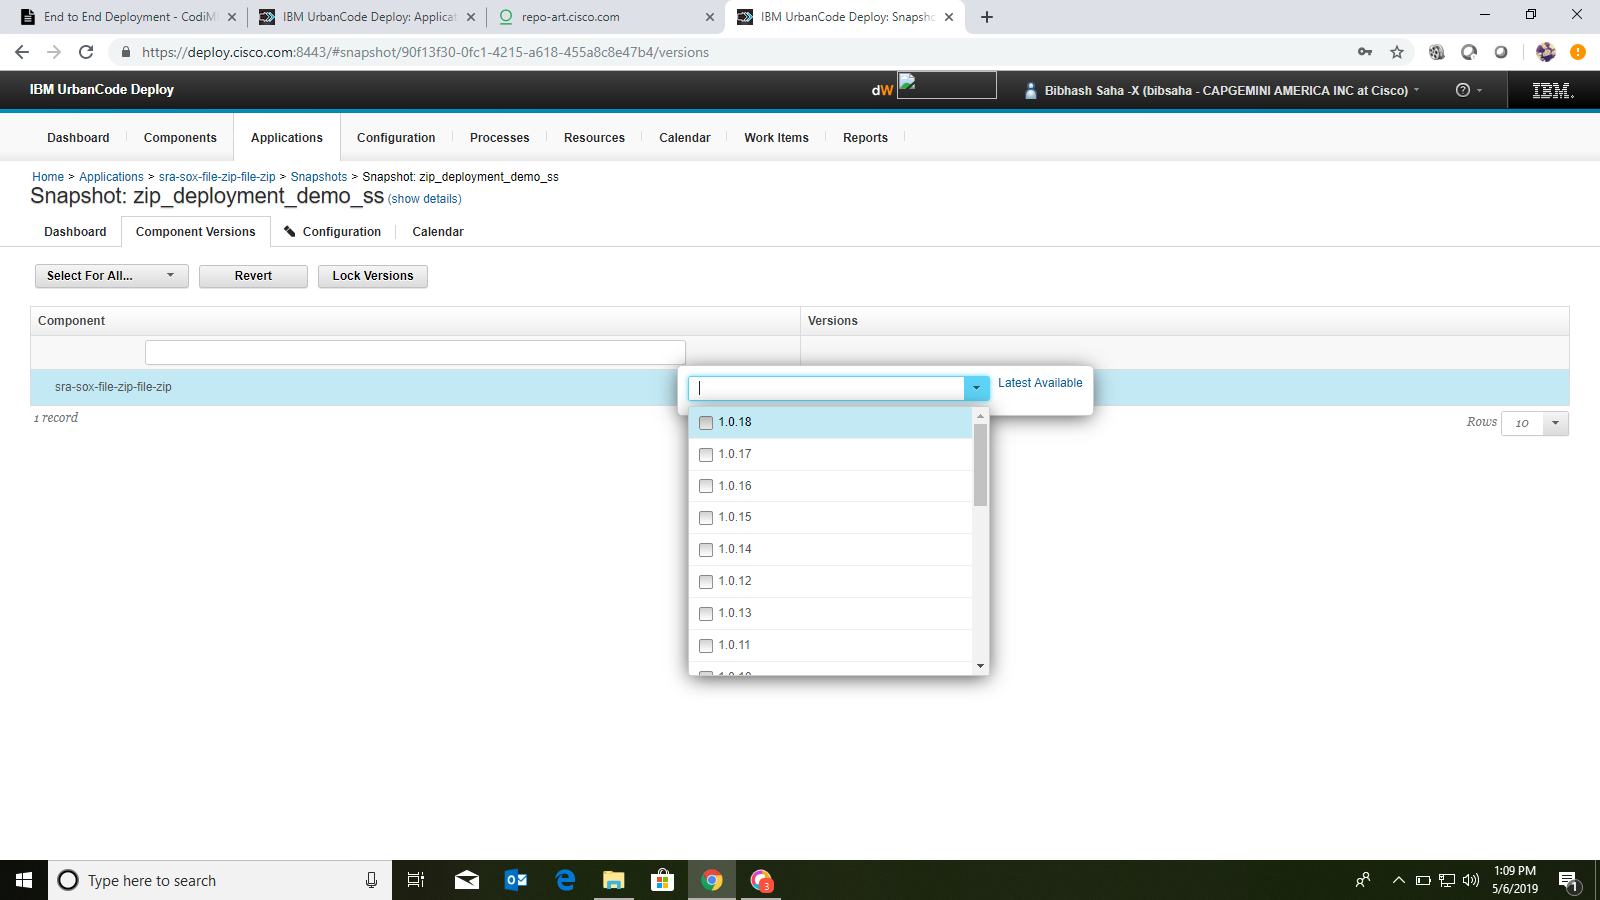 End to End Deployment - CodiM
IBM UrbanCode Deploy: Applicat
repo-art.cisco.com
IBM UrbanCode Deploy: Snapsho
https://deploy.cisco.com:8443/#snapshot/90f13f30-0fc1-4215-a618-455a8c8e47b4/versions
IBM UrbanCode Deploy
dW
Bibhash Saha -X (bibsaha - CAPGEMINI AMERICA INC at Cisco)
IBM.
Dashboard
Components
Applications
Configuration
Processes
Resources
Calendar
Work Items
Reports
Home > Applications > sra-sox-file-zip-file-zip > Snapshots > Snapshot: zip_deployment_demo_ss
Snapshot: zip_deployment_demo_ss (show details)
Dashboard
Component Versions
Configuration
Calendar
Select For All...
Revert
Lock Versions
Component
Versions
sra-sox-file-zip-file-zip
Latest Available
1 record
Rows 10
1.0.18
1.0.17
1.0.16
1.0.15
1.0.14
1.0.12
1.0.13
1.0.11
Type here to search
3
1:09 PM
5/6/2019
1